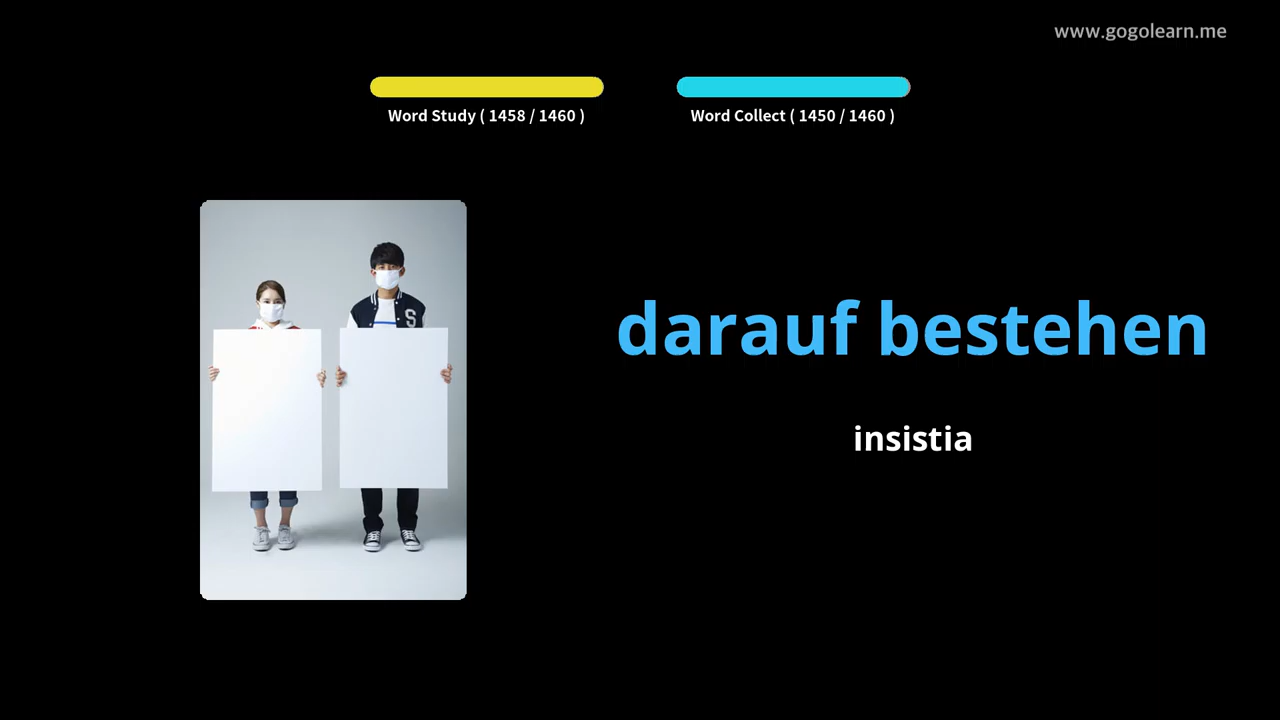 www.gogolearn.me
Word Study ( 1458 / 1460 )
Word Collect ( 1450 / 1460 )
S
darauf bestehen
insistia